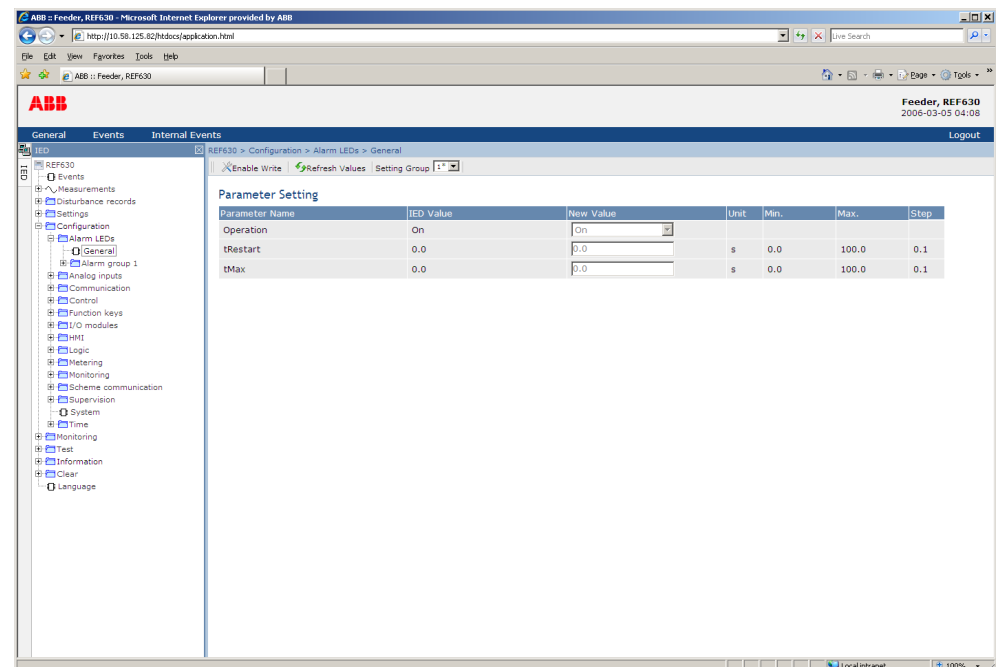 ABB :: Feeder, REF630 - Microsoft Internet Explorer provided by ABB
http://10.58.125.82/htdocs/application.html
Live Search
File Edit View Favorites Tools Help
ABB :: Feeder, REF630
Page Tools
ABB
Feeder, REF630
2006-03-05 04:08
General Events Internal Events Logout
IED
IED
REF630 > Configuration > Alarm LEDs > General
Enable Write Refresh Values Setting Group 1*
REF630
Events
Measurements
Disturbance records
Settings
Configuration
Alarm LEDs
General
Alarm group 1
Analog inputs
Communication
Control
Function keys
I/O modules
HMI
Logic
Metering
Monitoring
Scheme communication
Supervision
System
Time
Monitoring
Test
Information
Clear
Language
Parameter Setting
Parameter Name IED Value New Value Unit Min. Max. Step
Operation On On
tRestart 0.0 0.0 s 0.0 100.0 0.1
tMax 0.0 0.0 s 0.0 100.0 0.1
Local intranet 100%